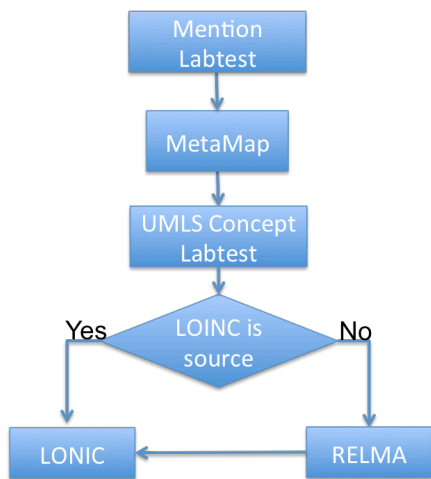 Mention
Labtest
MetaMap
UMLS Concept
Labtest
LOINC is
source
Yes
No
LONIC
RELMA